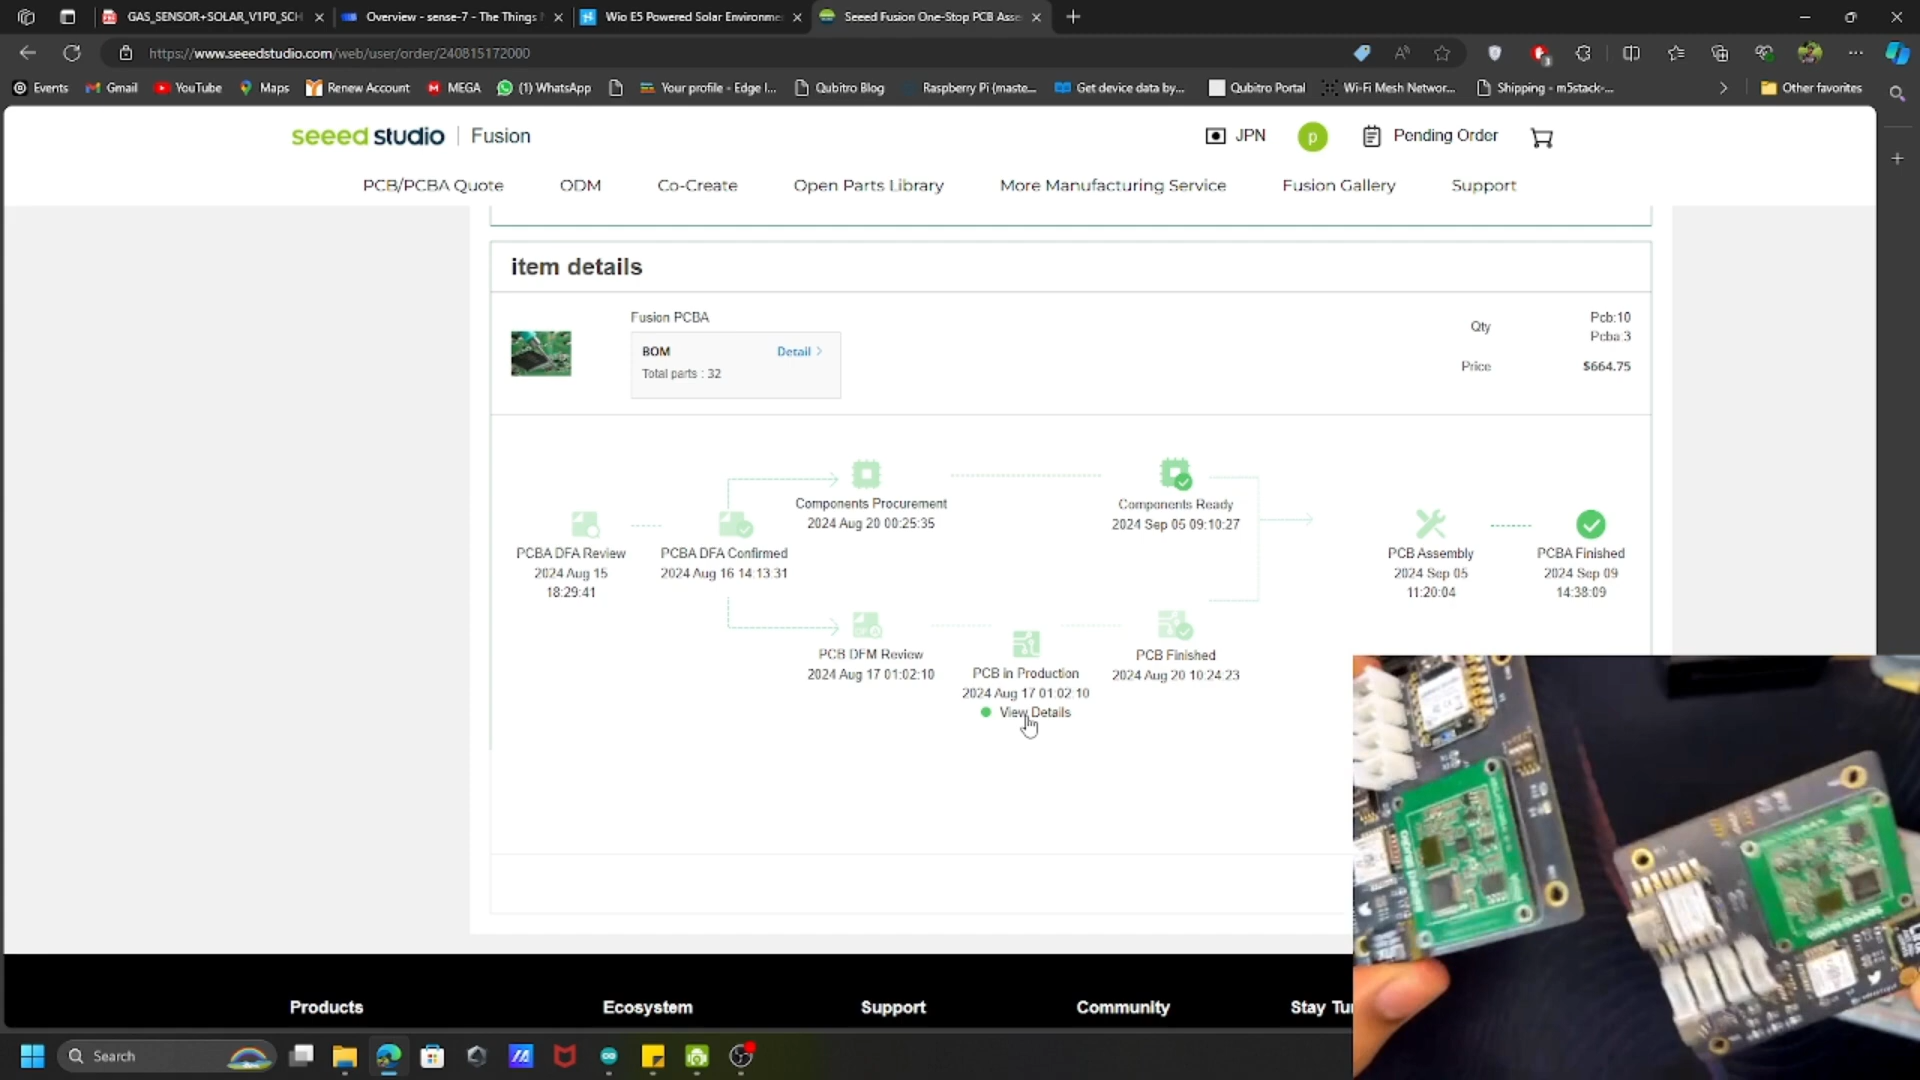 GAS_SENSOR+SOLAR_V1P0_SCH
Overview - sense-7 - The Things
Wio E5 Powered Solar Environme
Seeed Fusion One-Stop PCB Asse
https://www.seeedstudio.com/web/user/order/240815172000
Events
Gmail
YouTube
Maps
Renew Account
MEGA
(1) WhatsApp
Your profile - Edge I...
Qubitro Blog
Raspberry Pi (maste...
Get device data by...
Qubitro Portal
Wi-Fi Mesh Networ...
Shipping - m5stack-...
Other favorites
seeed studio | Fusion
JPN
p
Pending Order
PCB/PCBA Quote
ODM
Co-Create
Open Parts Library
More Manufacturing Service
Fusion Gallery
Support
item details
Fusion PCBA
BOM
Detail >
Total parts : 32
Qty
Pcb:10
Pcba:3
Price
$664.75
Components Procurement
2024 Aug 20 00:25:35
Components Ready
2024 Sep 05 09:10:27
PCBA DFA Review
2024 Aug 15
18:29:41
PCBA DFA Confirmed
2024 Aug 16 14:13:31
PCB Assembly
2024 Sep 05
11:20:04
PCBA Finished
2024 Sep 09
14:38:09
PCB DFM Review
2024 Aug 17 01:02:10
PCB in Production
2024 Aug 17 01:02:10
View Details
PCB Finished
2024 Aug 20 10:24:23
Products
Ecosystem
Support
Community
Stay Tu
Search